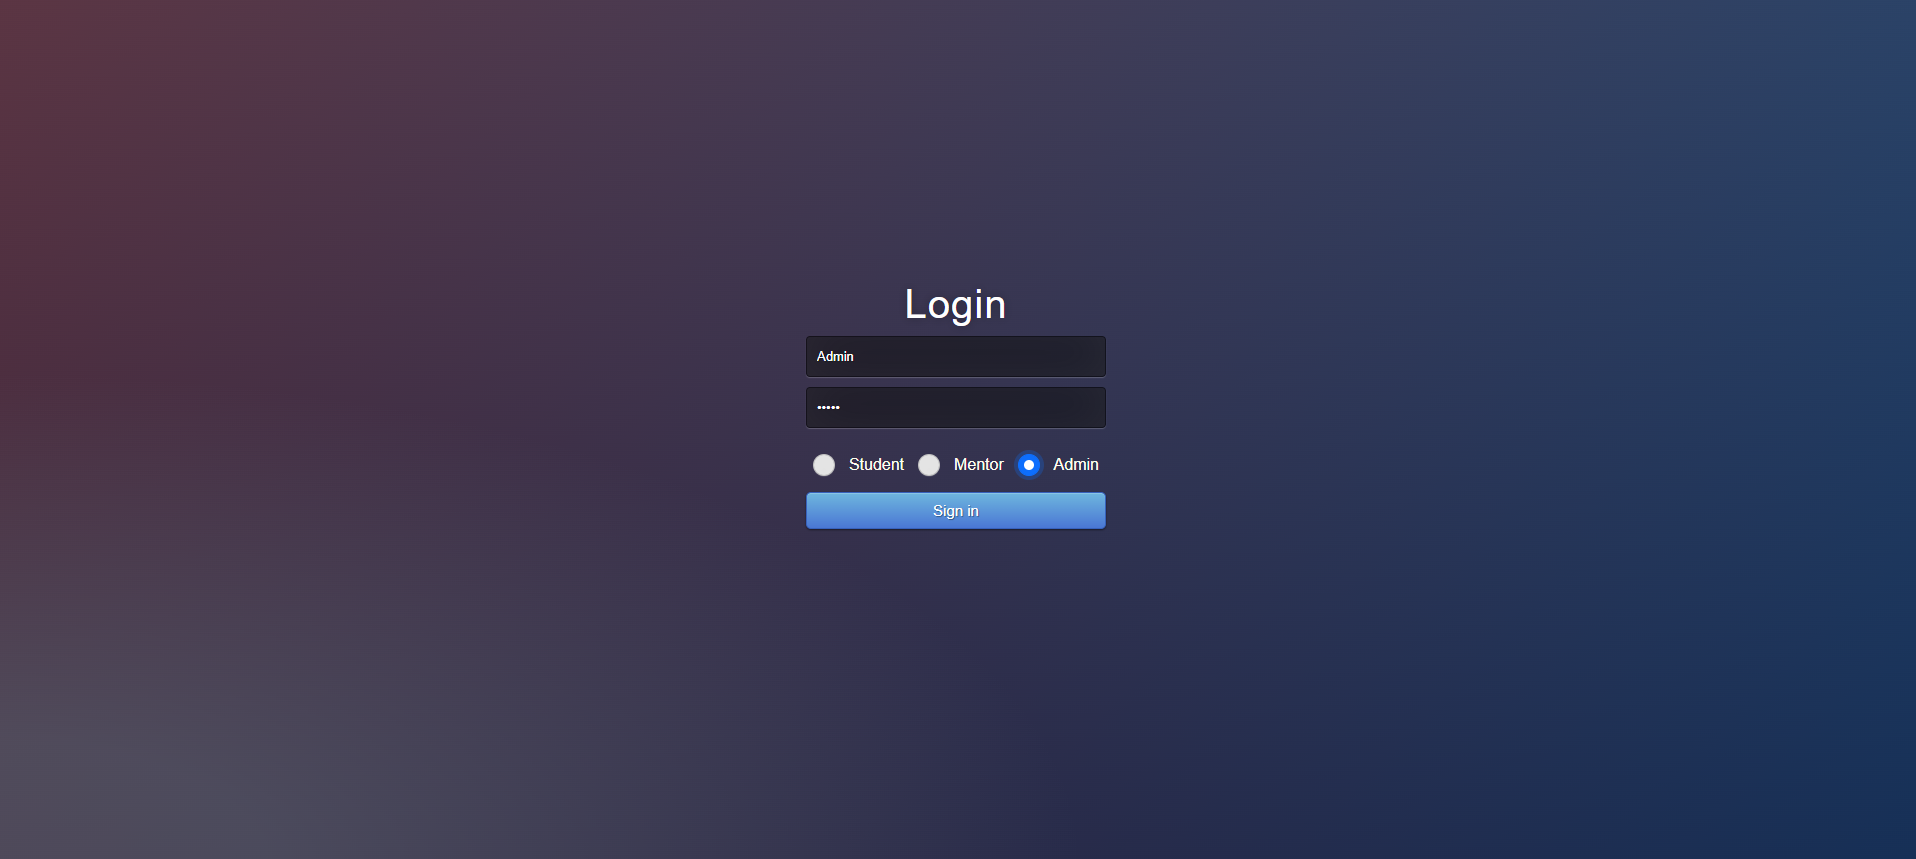 Login
Admin
•••••
Student Mentor Admin
Sign in